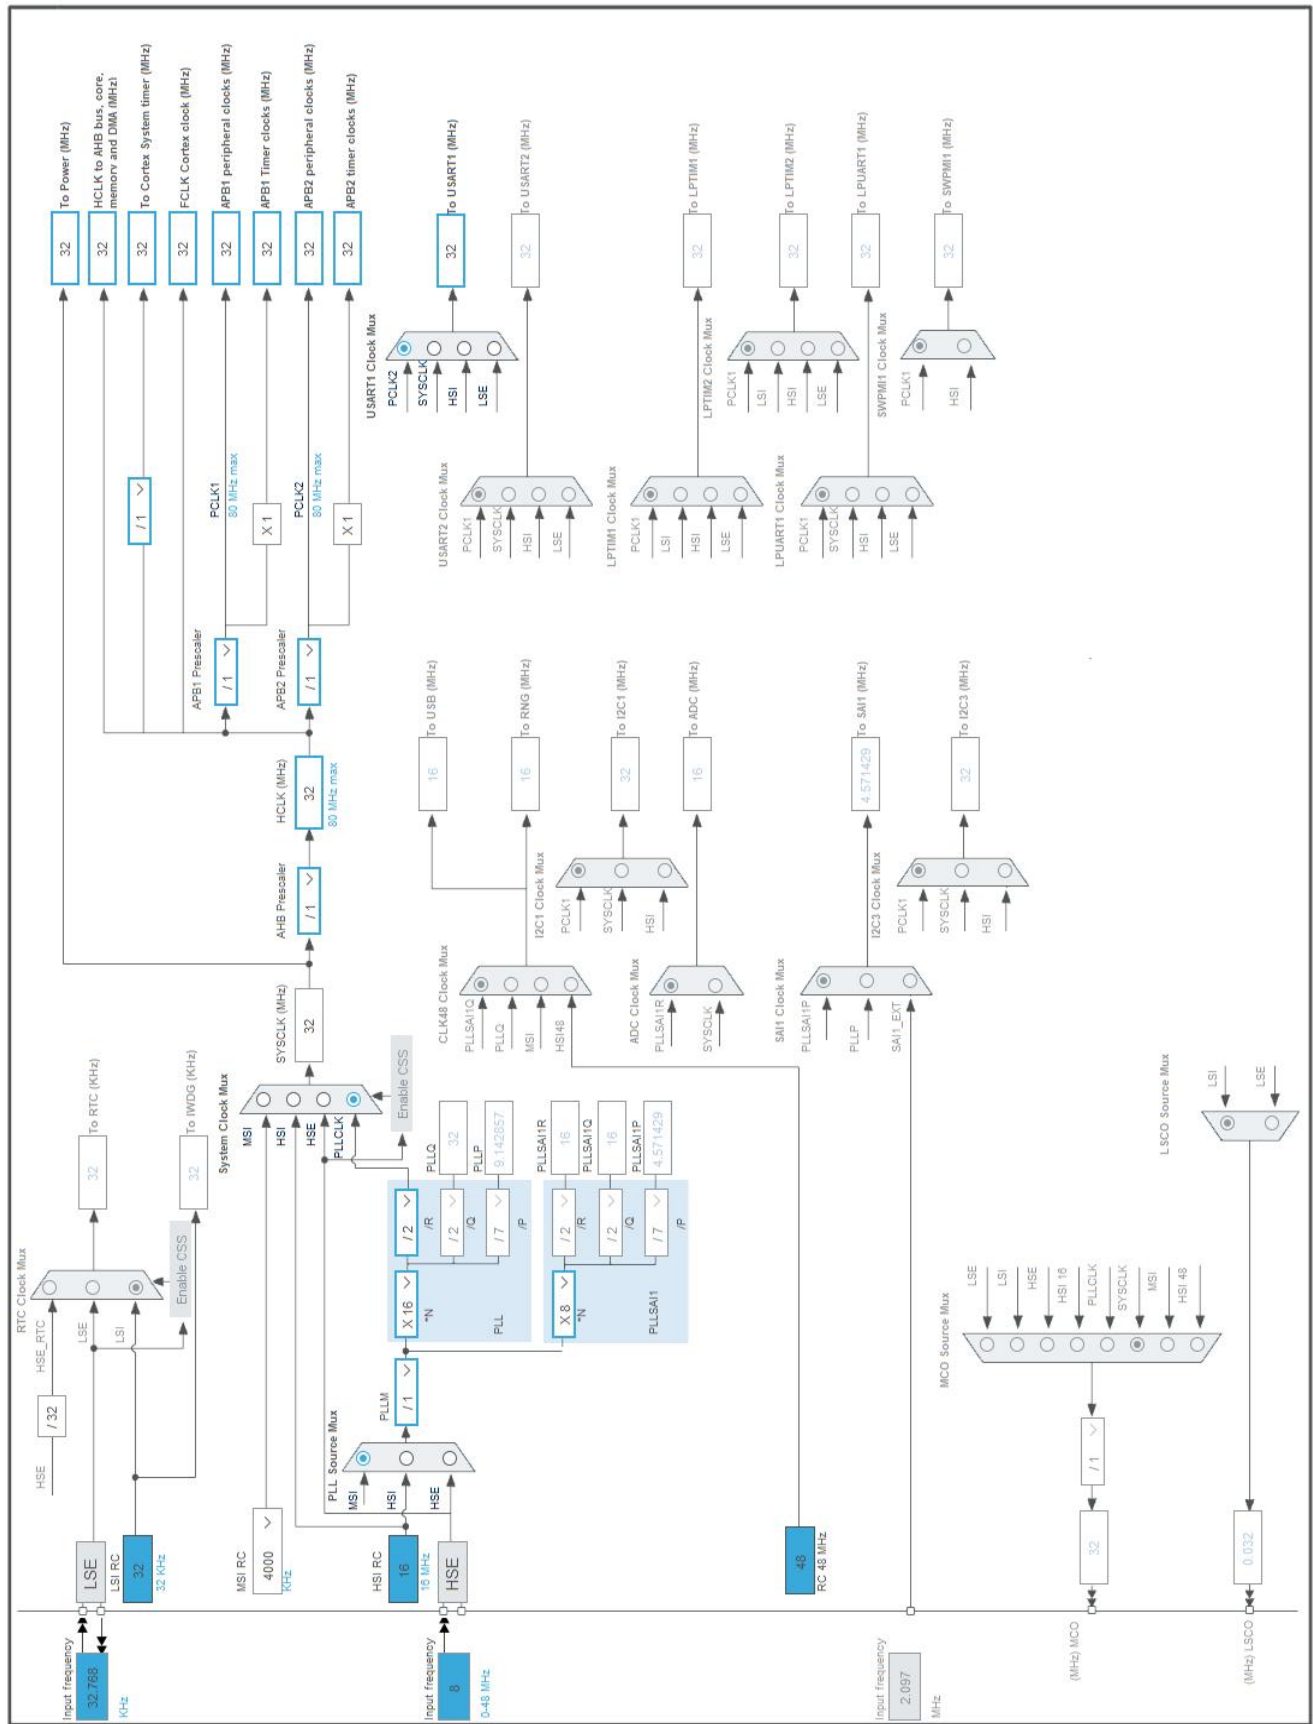 Input frequency
32.768
KHz
LSE
LSI RC
32
32 KHz
HSE
/ 32
HSE_RTC
LSE
LSI
RTC Clock Mux
Enable CSS
32
To RTC (KHz)
32
To IWDG (KHz)
MSI RC
4000
KHz
HSI RC
16
16 MHz
Input frequency
8
0-48 MHz
HSE
PLL Source Mux
MSI
HSI
HSE
PLLM
/ 1
X 16
*N
PLL
/ 2
/R
/ 2
/Q
/ 7
/P
PLLQ
32
PLLP
9.142857
X 8
*N
PLLSAI1
/ 2
/R
/ 2
/Q
/ 7
/P
PLLSAI1R
16
PLLSAI1Q
16
PLLSAI1P
4.571429
System Clock Mux
MSI
HSI
HSE
PLLCLK
Enable CSS
SYSCLK (MHz)
32
AHB Prescaler
/ 1
HCLK (MHz)
32
80 MHz max
APB1 Prescaler
/ 1
APB2 Prescaler
/ 1
/ 1
PCLK1
80 MHz max
X 1
PCLK2
80 MHz max
X 1
32
To Power (MHz)
32
HCLK to AHB bus, core,
memory and DMA (MHz)
32
To Cortex System timer (MHz)
32
FCLK Cortex clock (MHz)
32
APB1 peripheral clocks (MHz)
32
APB1 Timer clocks (MHz)
32
APB2 peripheral clocks (MHz)
32
APB2 timer clocks (MHz)
USART1 Clock Mux
PCLK2
SYSCLK
HSI
LSE
32
To USART1 (MHz)
USART2 Clock Mux
PCLK1
SYSCLK
HSI
LSE
32
To USART2 (MHz)
LPTIM1 Clock Mux
PCLK1
LSI
HSI
LSE
32
To LPTIM1 (MHz)
LPTIM2 Clock Mux
PCLK1
LSI
HSI
LSE
32
To LPTIM2 (MHz)
LPUART1 Clock Mux
PCLK1
SYSCLK
HSI
LSE
32
To LPUART1 (MHz)
SWPMI1 Clock Mux
PCLK1
HSI
32
To SWPMI1 (MHz)
48
RC 48 MHz
CLK48 Clock Mux
PLLSAI1Q
PLLQ
MSI
HSI48
16
To USB (MHz)
16
To RNG (MHz)
I2C1 Clock Mux
PCLK1
SYSCLK
HSI
32
To I2C1 (MHz)
ADC Clock Mux
PLLSAI1R
SYSCLK
16
To ADC (MHz)
SAI1 Clock Mux
PLLSAI1P
PLLP
SAI1_EXT
4.571429
To SAI1 (MHz)
I2C3 Clock Mux
PCLK1
SYSCLK
HSI
32
To I2C3 (MHz)
Input frequency
2.097
MHz
(MHz) MCO
32
/ 1
MCO Source Mux
LSE
LSI
HSE
HSI 16
PLLCLK
SYSCLK
MSI
HSI 48
(MHz) LSCO
0.032
LSCO Source Mux
LSI
LSE